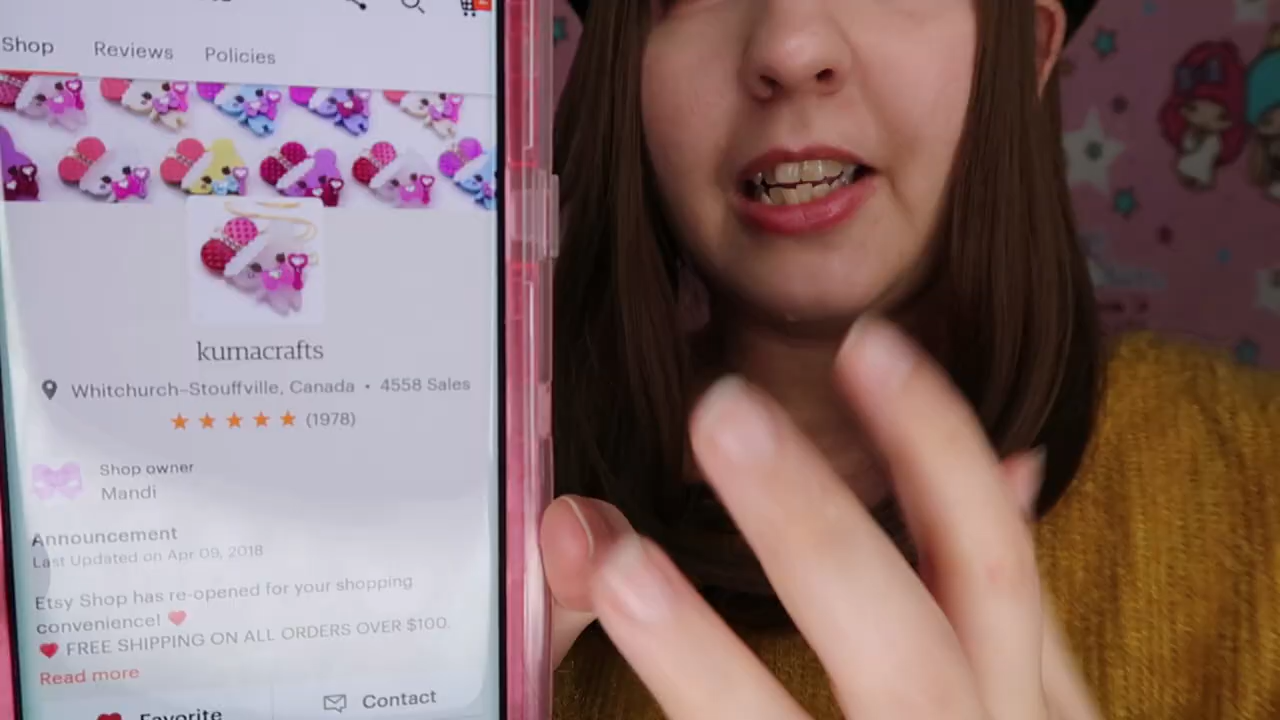 Shop Reviews Policies
kumacrafts
Whitchurch-Stouffville, Canada • 4558 Sales
(1978)
Shop owner
Mandi
Announcement
Last Updated on Apr 09, 2018
Etsy Shop has re-opened for your shopping
convenience!
FREE SHIPPING ON ALL ORDERS OVER $100.
Read more
Favorite Contact